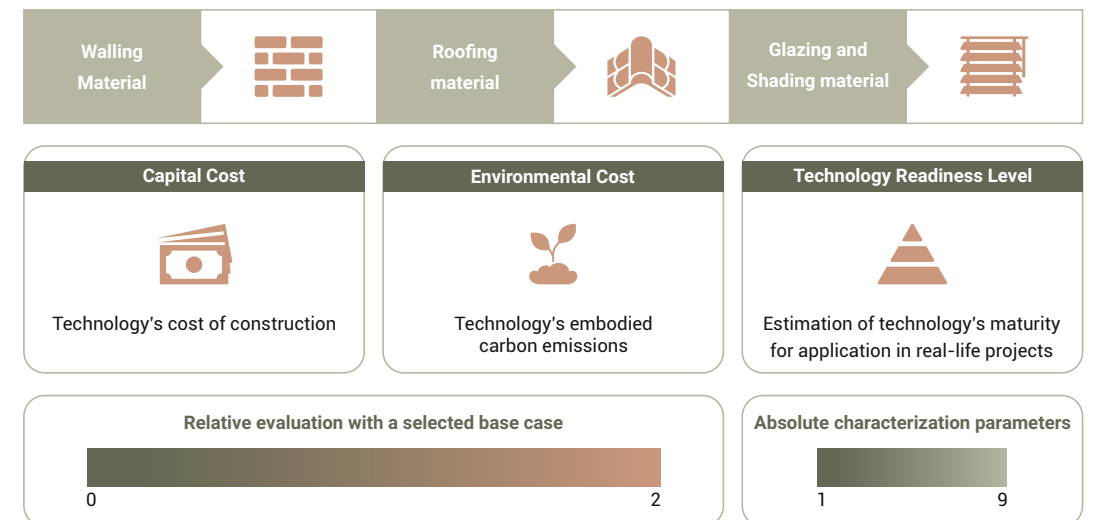 Walling
Material
Roofing
material
Glazing and
Shading material
Capital Cost
Technology's cost of construction
Environmental Cost
Technology's embodied
carbon emissions
Technology Readiness Level
Estimation of technology's maturity
for application in real-life projects
Relative evaluation with a selected base case
0
2
Absolute characterization parameters
1
9